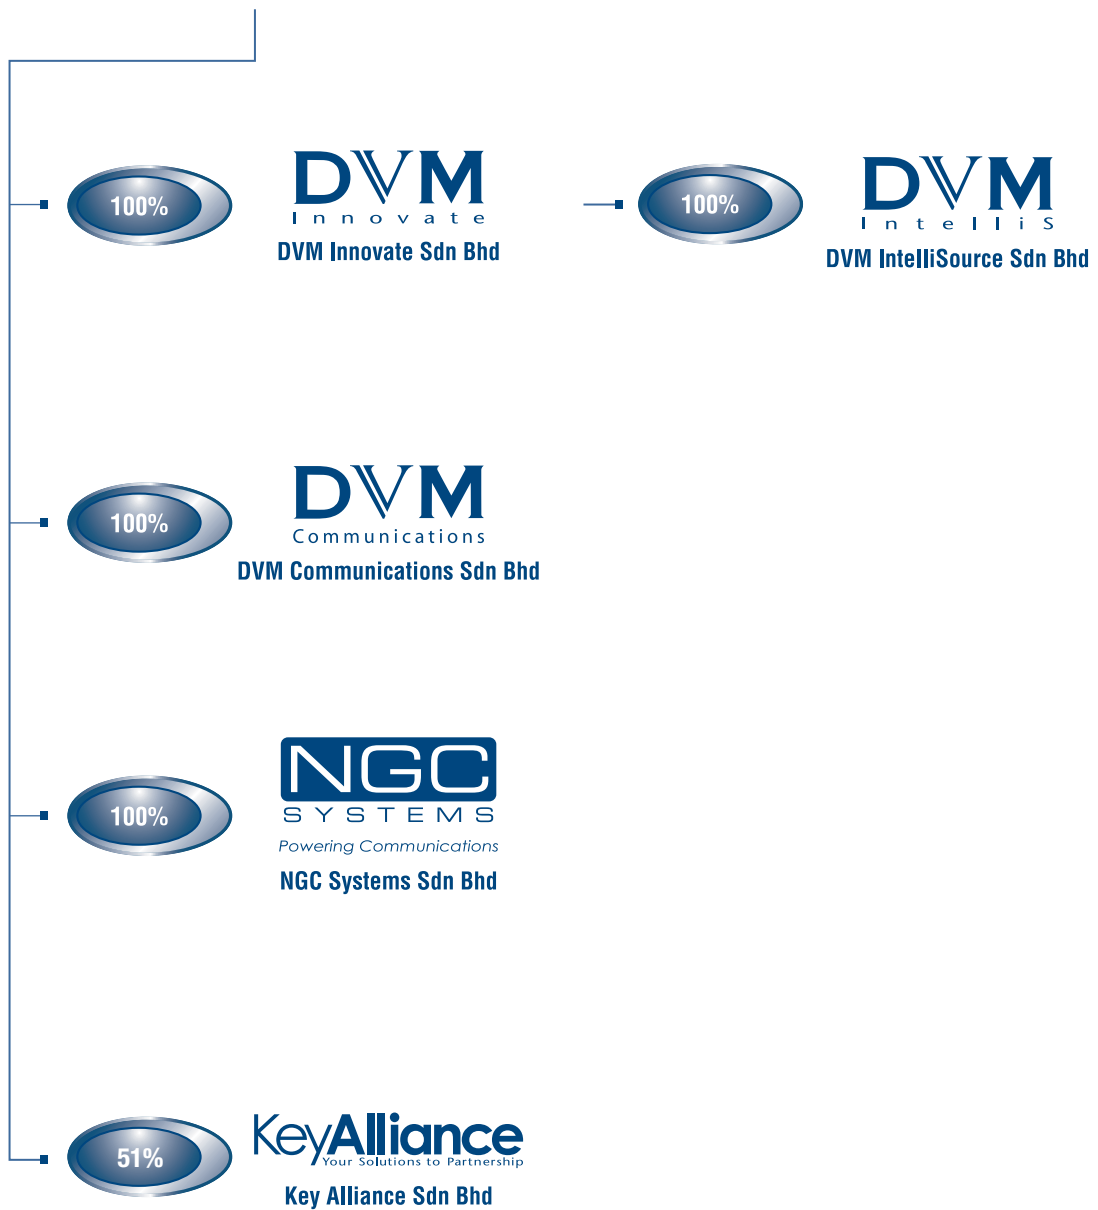 100%
DVM
Innovate
DVM Innovate Sdn Bhd
100%
DVM
IntelliS
DVM IntelliSource Sdn Bhd
100%
DVM
Communications
DVM Communications Sdn Bhd
100%
NGC
SYSTEMS
Powering Communications
NGC Systems Sdn Bhd
51%
KeyAlliance
Your Solutions to Partnership
Key Alliance Sdn Bhd